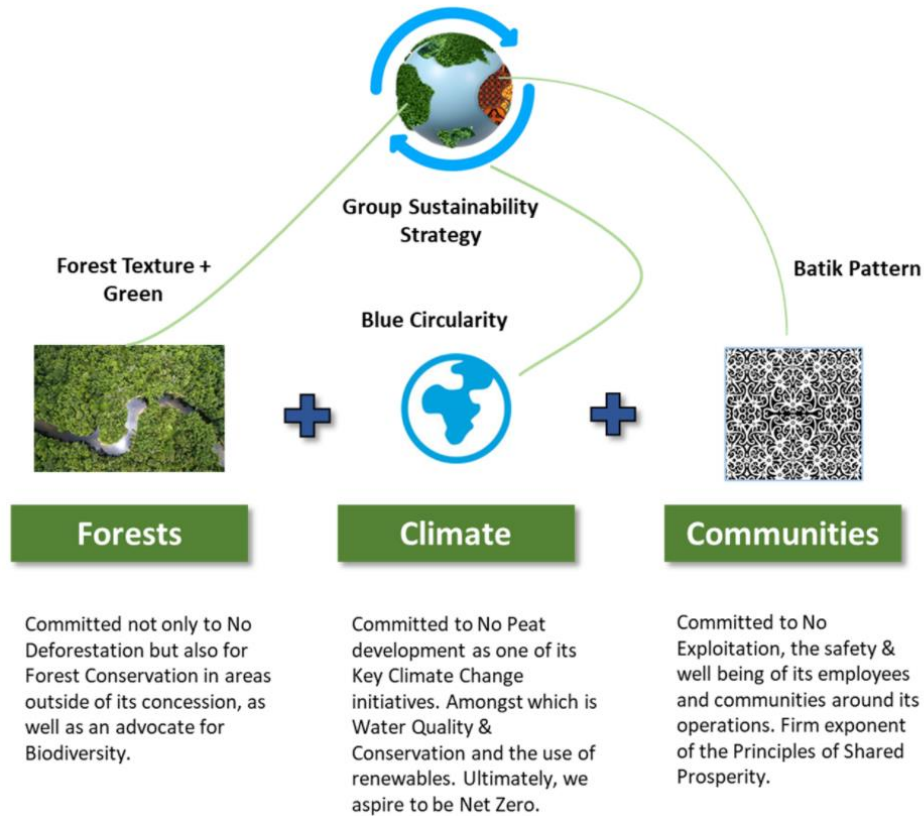 Group Sustainability
Strategy
Forest Texture +
Green
Batik Pattern
Blue Circularity
Forests
Climate
Communities
Committed not only to No
Deforestation but also for
Forest Conservation in areas
outside of its concession, as
well as an advocate for
Biodiversity.
Committed to No Peat
development as one of its
Key Climate Change
initiatives. Amongst which is
Water Quality &
Conservation and the use of
renewables. Ultimately, we
aspire to be Net Zero.
Committed to No
Exploitation, the safety &
well being of its employees
and communities around its
operations. Firm exponent
of the Principles of Shared
Prosperity.